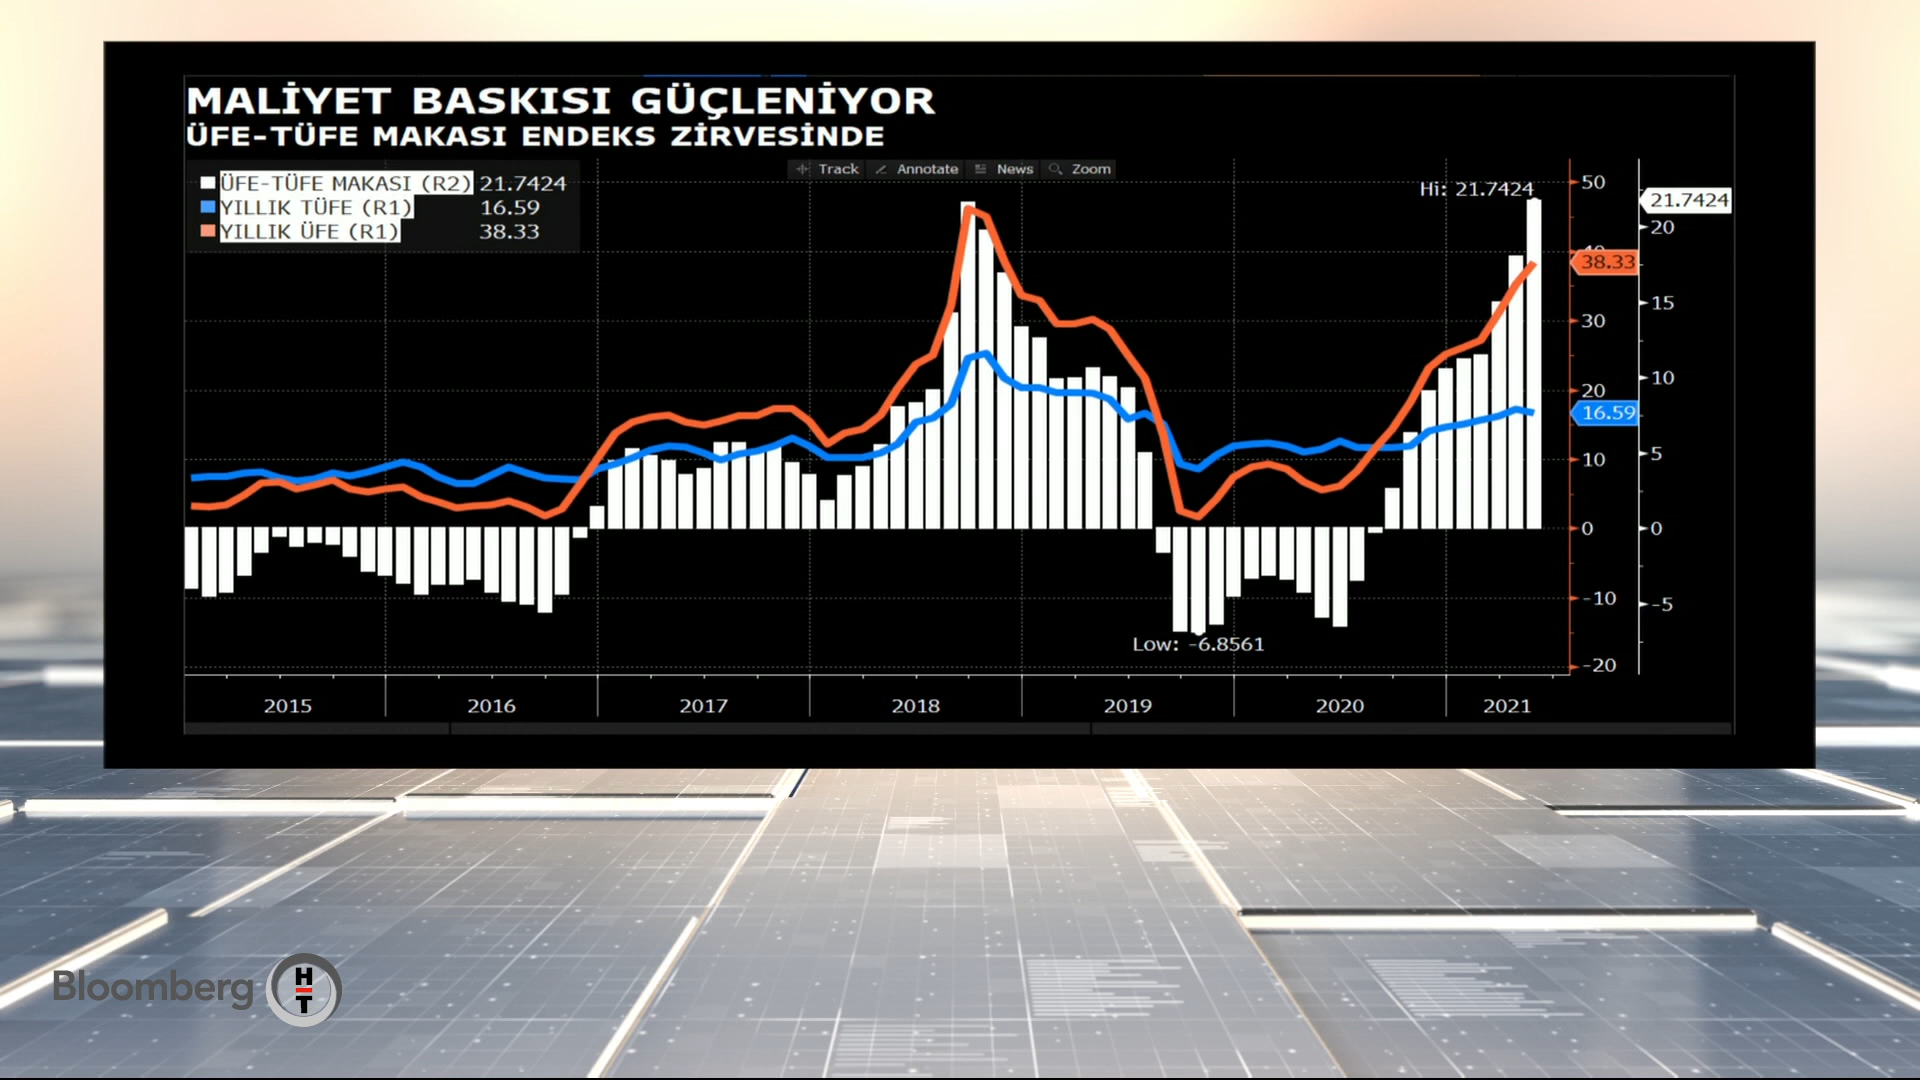 MALİYET BASKISI GÜÇLENİYOR
ÜFE-TÜFE MAKASI ENDEKS ZİRVESİNDE
Track Annotate News Zoom
ÜFE-TÜFE MAKASI (R2) 21.7424
YILLIK TÜFE (R1) 16.59
YILLIK ÜFE (R1) 38.33
Hi: 21.7424
Low: -6.8561
50
40
38.33
30
20
16.59
10
0
-10
-20
21.7424
20
15
10
5
0
-5
2015 2016 2017 2018 2019 2020 2021
Bloomberg HT